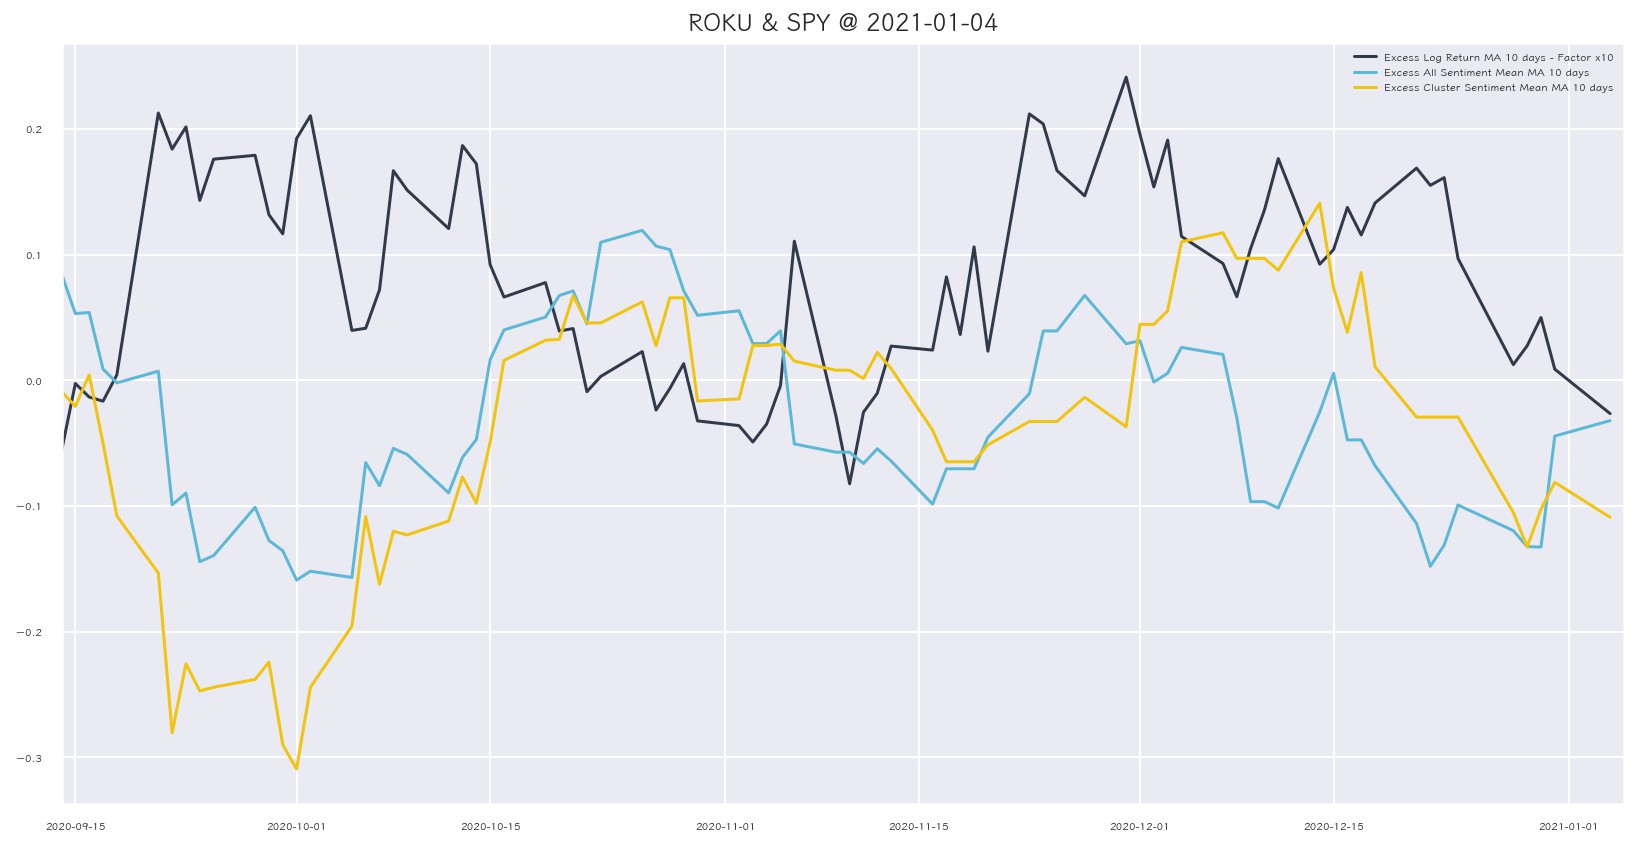 ROKU & SPY @ 2021-01-04
Excess Log Return MA 10 days - Factor x10
Excess All Sentiment Mean MA 10 days
Excess Cluster Sentiment Mean MA 10 days
0.2
0.1
0.0
−0.1
−0.2
−0.3
2020-09-15 2020-10-01 2020-10-15 2020-11-01 2020-11-15 2020-12-01 2020-12-15 2021-01-01